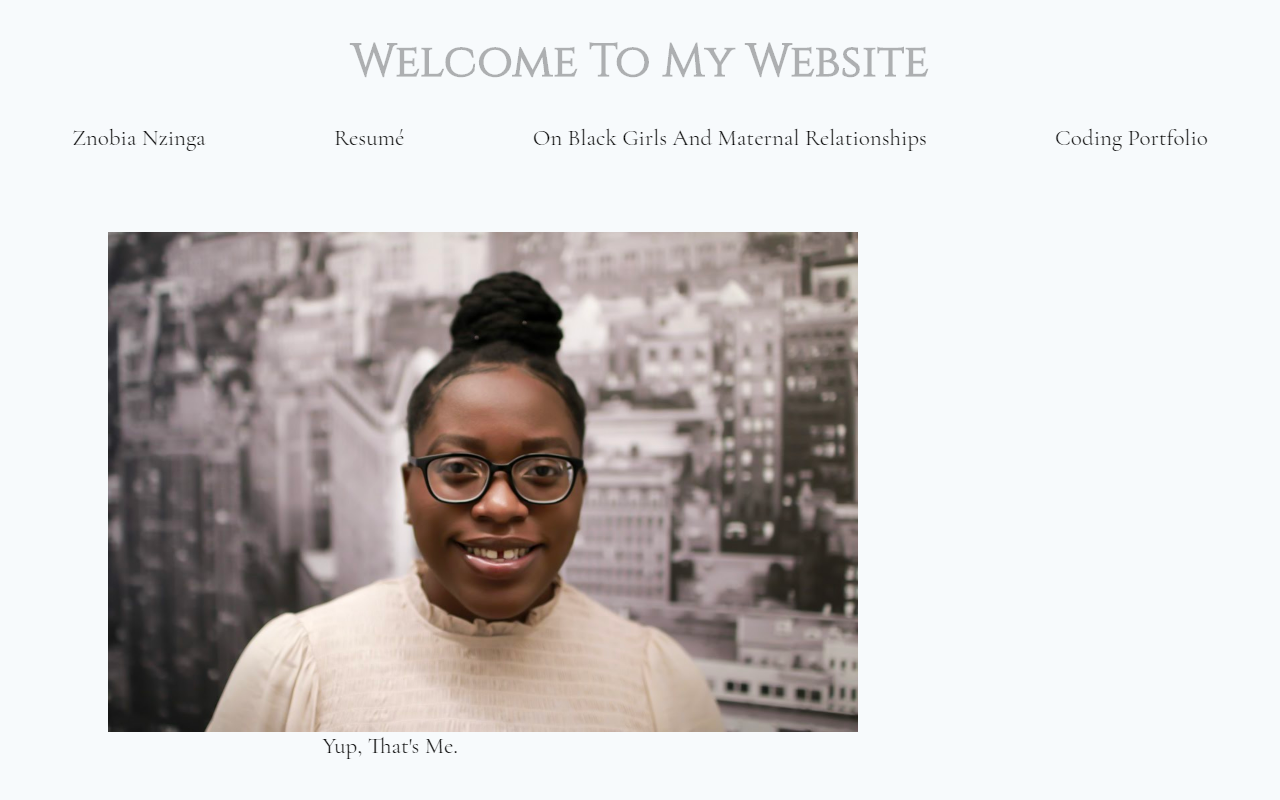 Welcome To My Website
Znobia Nzinga
Resumé
On Black Girls And Maternal Relationships
Coding Portfolio
Yup, That's Me.